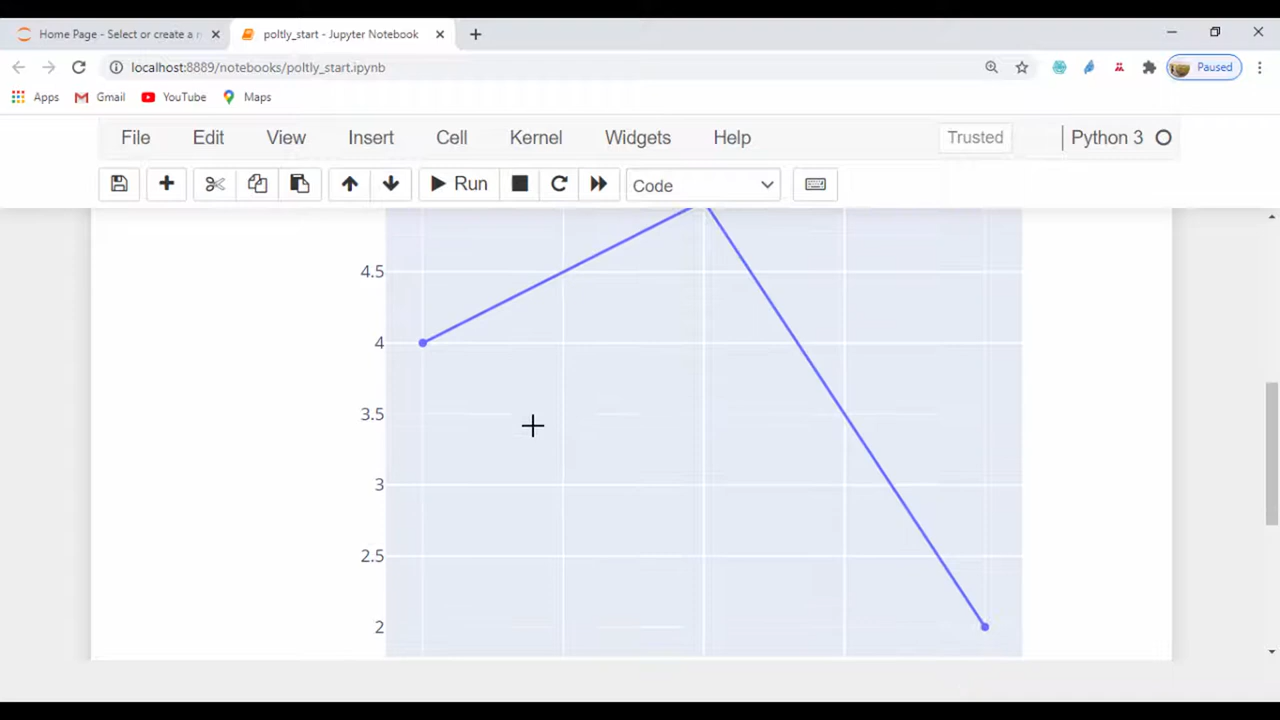 Home Page - Select or create a n
poltly_start - Jupyter Notebook
localhost:8889/notebooks/poltly_start.ipynb
Paused
Apps
Gmail
YouTube
Maps
File Edit View Insert Cell Kernel Widgets Help
Trusted
Python 3
Run
Code
4.5
4
3.5
3
2.5
2